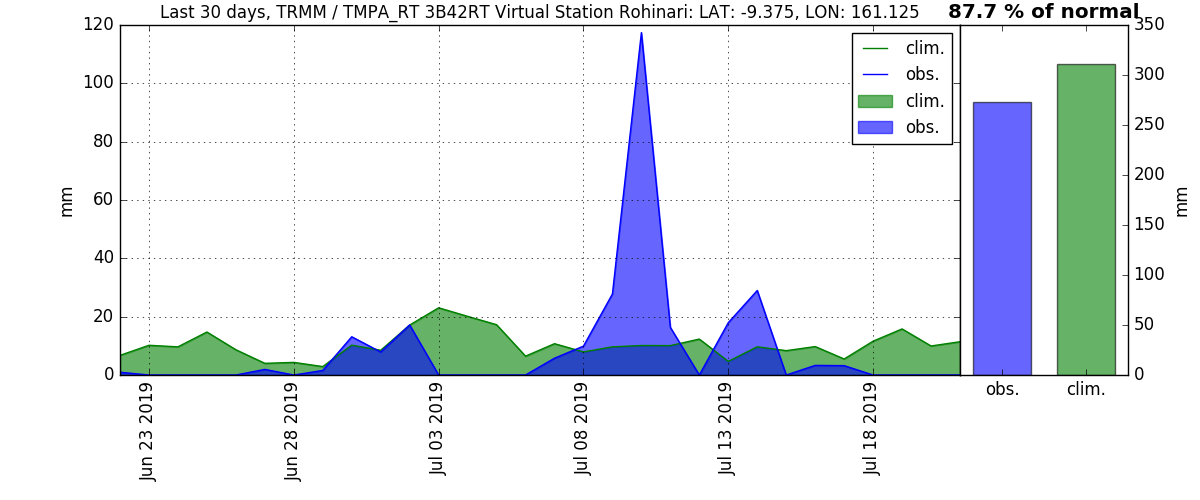 Last 30 days, TRMM / TMPA_RT 3B42RT Virtual Station Rohinari: LAT: -9.375, LON: 161.125
87.7 % of normal
120
100
80
60
40
20
0
mm
clim.
obs.
clim.
obs.
Jun 23 2019
Jun 28 2019
Jul 03 2019
Jul 08 2019
Jul 13 2019
Jul 18 2019
350
300
250
200
150
100
50
0
mm
obs.
clim.